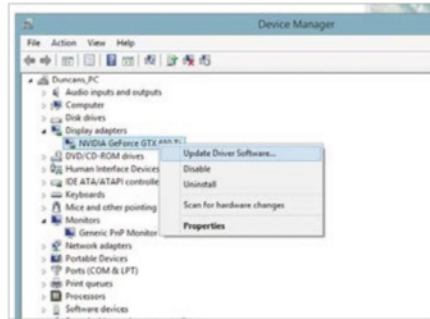 Device Manager
File Action View Help
Duncans_PC
Audio inputs and outputs
Computer
Disk drives
Display adapters
NVIDIA GeForce GTX 650 Ti
Update Driver Software...
DVD/CD-ROM drives
Disable
Human Interface Devices
Uninstall
IDE ATA/ATAPI controlle
Keyboards
Scan for hardware changes
Mice and other pointing
Monitors
Properties
Generic PnP Monitor
Network adapters
Portable Devices
Ports (COM & LPT)
Print queues
Processors
Software devices